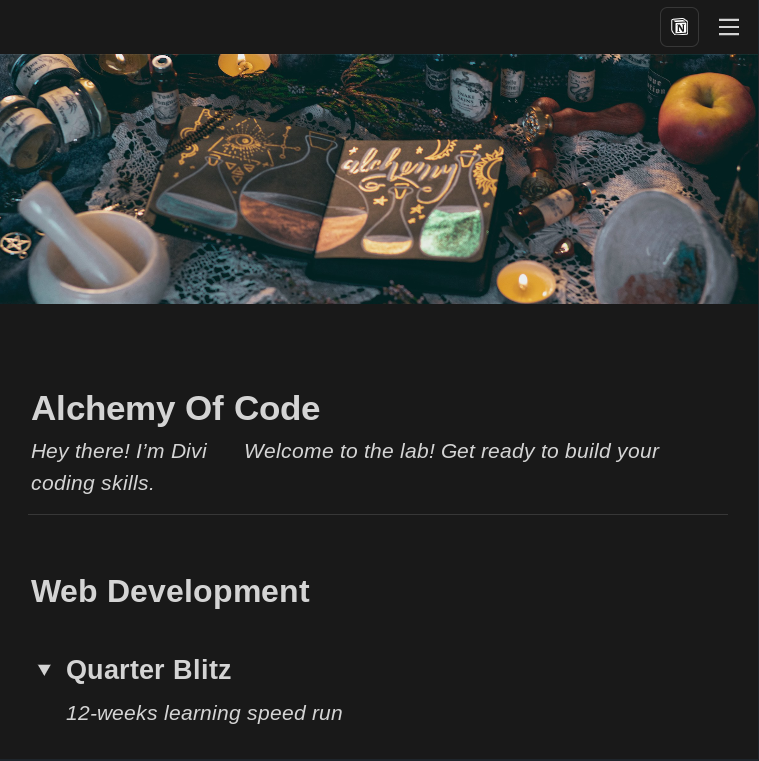 alchemy
Alchemy Of Code
Hey there! I’m Divi Welcome to the lab! Get ready to build your
coding skills.
Web Development
Quarter Blitz
12-weeks learning speed run